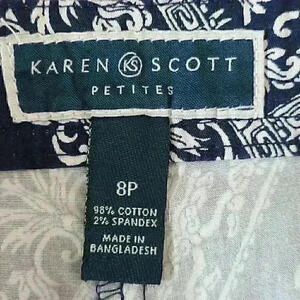 KAREN KS SCOTT
PETITES
8P
98% COTTON
2% SPANDEX
MADE IN
BANGLADESH